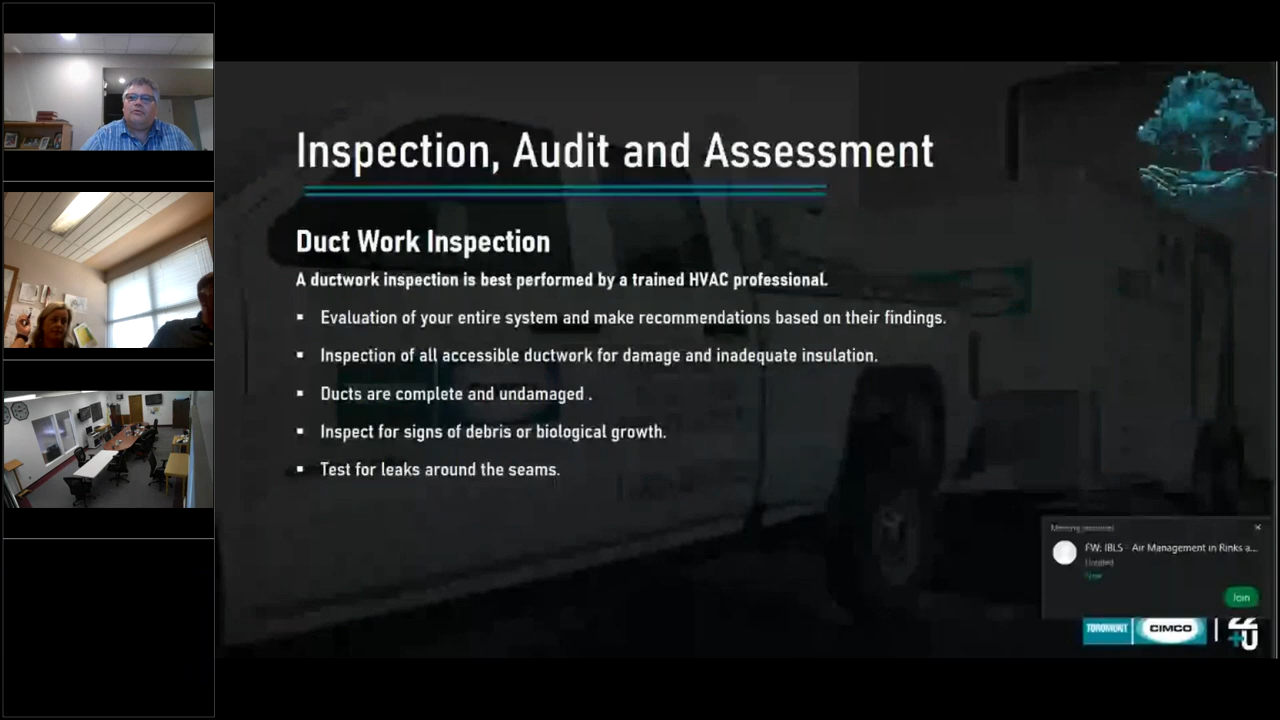 Inspection, Audit and Assessment
Duct Work Inspection
A ductwork inspection is best performed by a trained HVAC professional.
▪ Evaluation of your entire system and make recommendations based on their findings.
▪ Inspection of all accessible ductwork for damage and inadequate insulation.
▪ Ducts are complete and undamaged .
▪ Inspect for signs of debris or biological growth.
▪ Test for leaks around the seams.
FW: IBLS - Air Management in Rinks a...
Now
Join
TOROMONT CIMCO